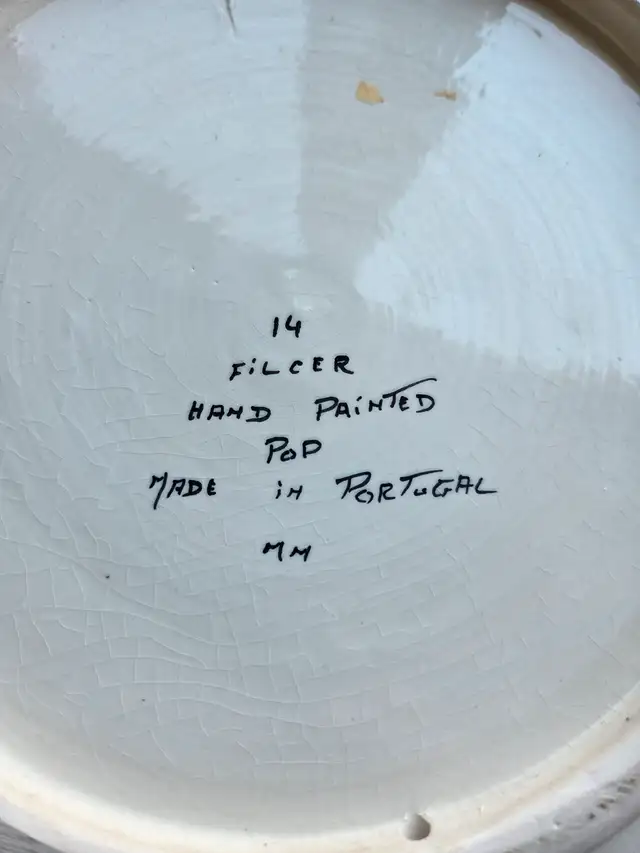 14
FiLCER
HAND PAiNTED
POP
MADE iN PORTUGAL
MM